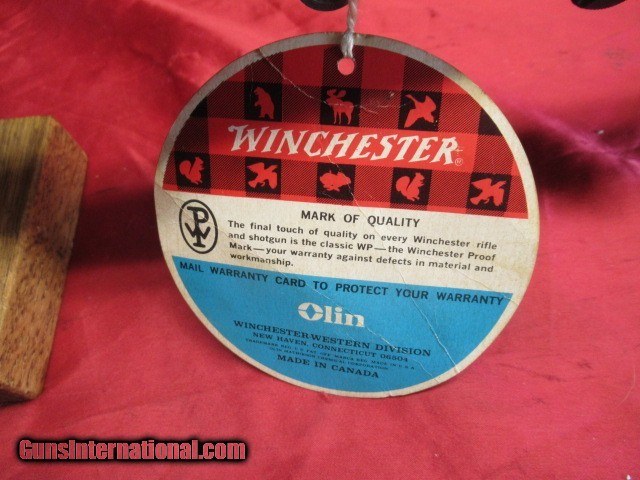 WINCHESTER®
MARK OF QUALITY
WP
The final touch of quality on every Winchester rifle
and shotgun is the classic WP—the Winchester Proof
Mark—your warranty against defects in material and
workmanship.
MAIL WARRANTY CARD TO PROTECT YOUR WARRANTY
Olin
WINCHESTER-WESTERN DIVISION
NEW HAVEN, CONNECTICUT 06504
MADE IN CANADA
GunsInternational.com